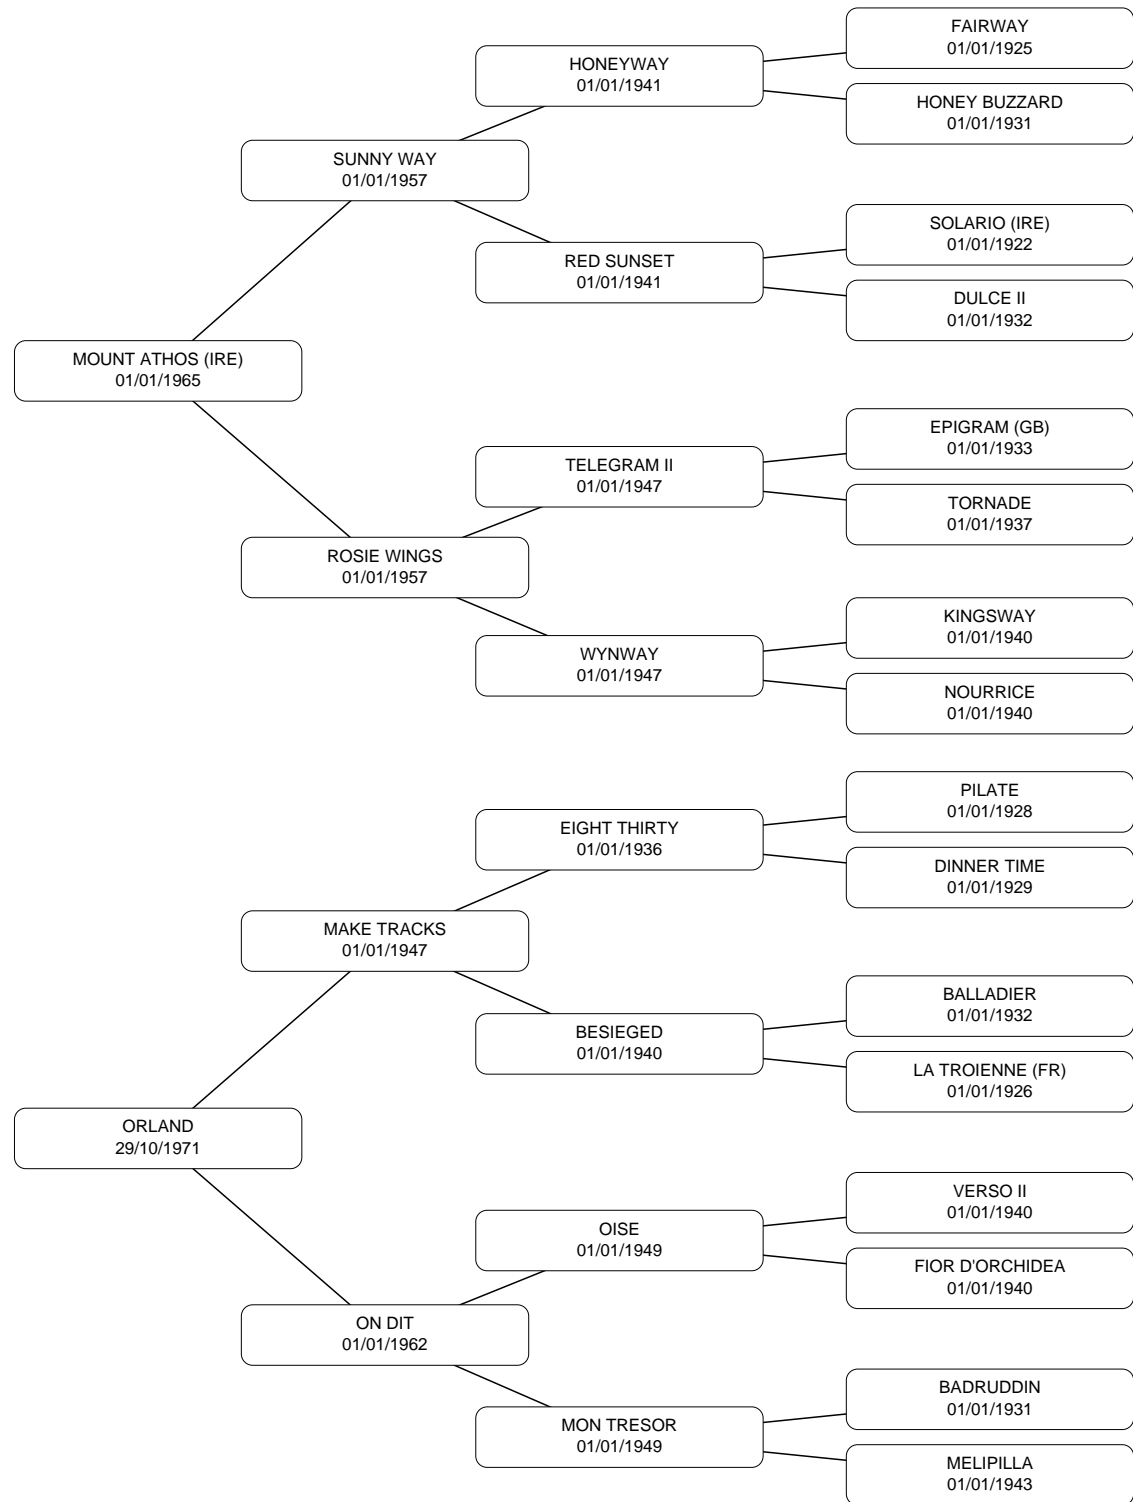 FAIRWAY
01/01/1925
HONEYWAY
01/01/1941
HONEY BUZZARD
01/01/1931
SUNNY WAY
01/01/1957
SOLARIO (IRE)
01/01/1922
RED SUNSET
01/01/1941
DULCE II
01/01/1932
MOUNT ATHOS (IRE)
01/01/1965
EPIGRAM (GB)
01/01/1933
TELEGRAM II
01/01/1947
TORNADE
01/01/1937
ROSIE WINGS
01/01/1957
KINGSWAY
01/01/1940
WYNWAY
01/01/1947
NOURRICE
01/01/1940
PILATE
01/01/1928
EIGHT THIRTY
01/01/1936
DINNER TIME
01/01/1929
MAKE TRACKS
01/01/1947
BALLADIER
01/01/1932
BESIEGED
01/01/1940
LA TROIENNE (FR)
01/01/1926
ORLAND
29/10/1971
VERSO II
01/01/1940
OISE
01/01/1949
FIOR D'ORCHIDEA
01/01/1940
ON DIT
01/01/1962
BADRUDDIN
01/01/1931
MON TRESOR
01/01/1949
MELIPILLA
01/01/1943